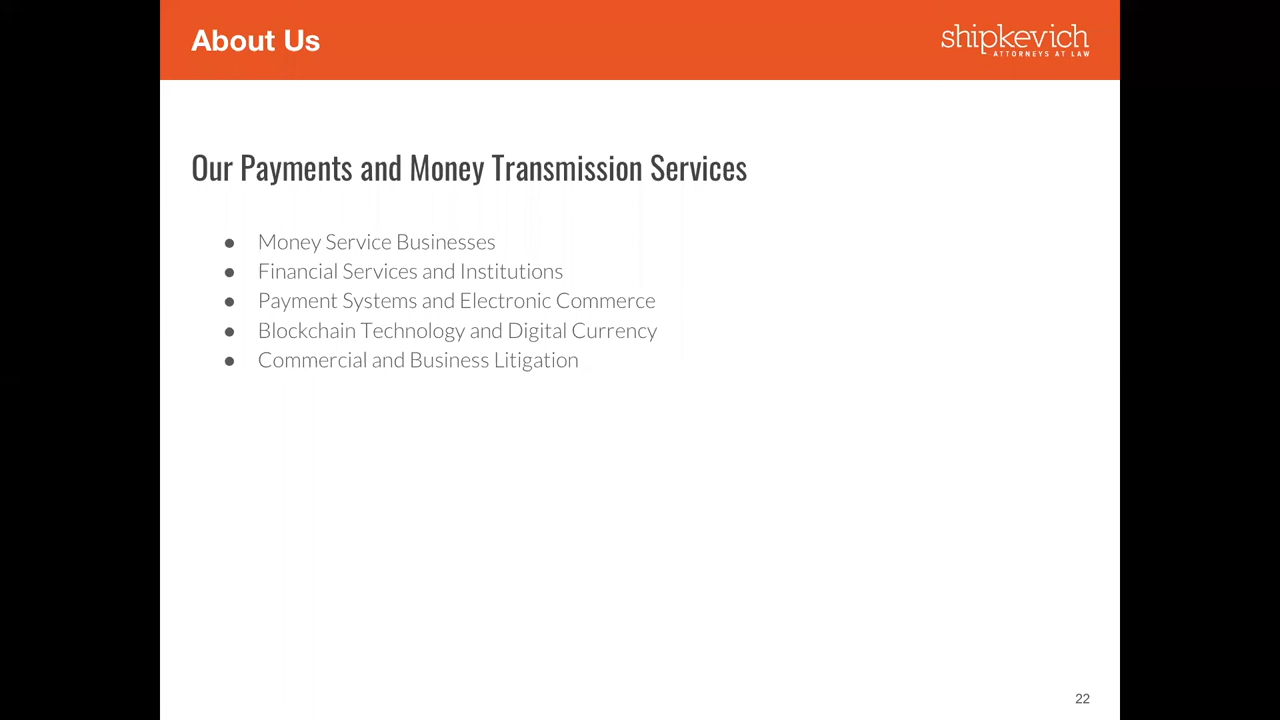 About Us
shipkevich
ATTORNEYS AT LAW
Our Payments and Money Transmission Services
● Money Service Businesses
● Financial Services and Institutions
● Payment Systems and Electronic Commerce
● Blockchain Technology and Digital Currency
● Commercial and Business Litigation
22